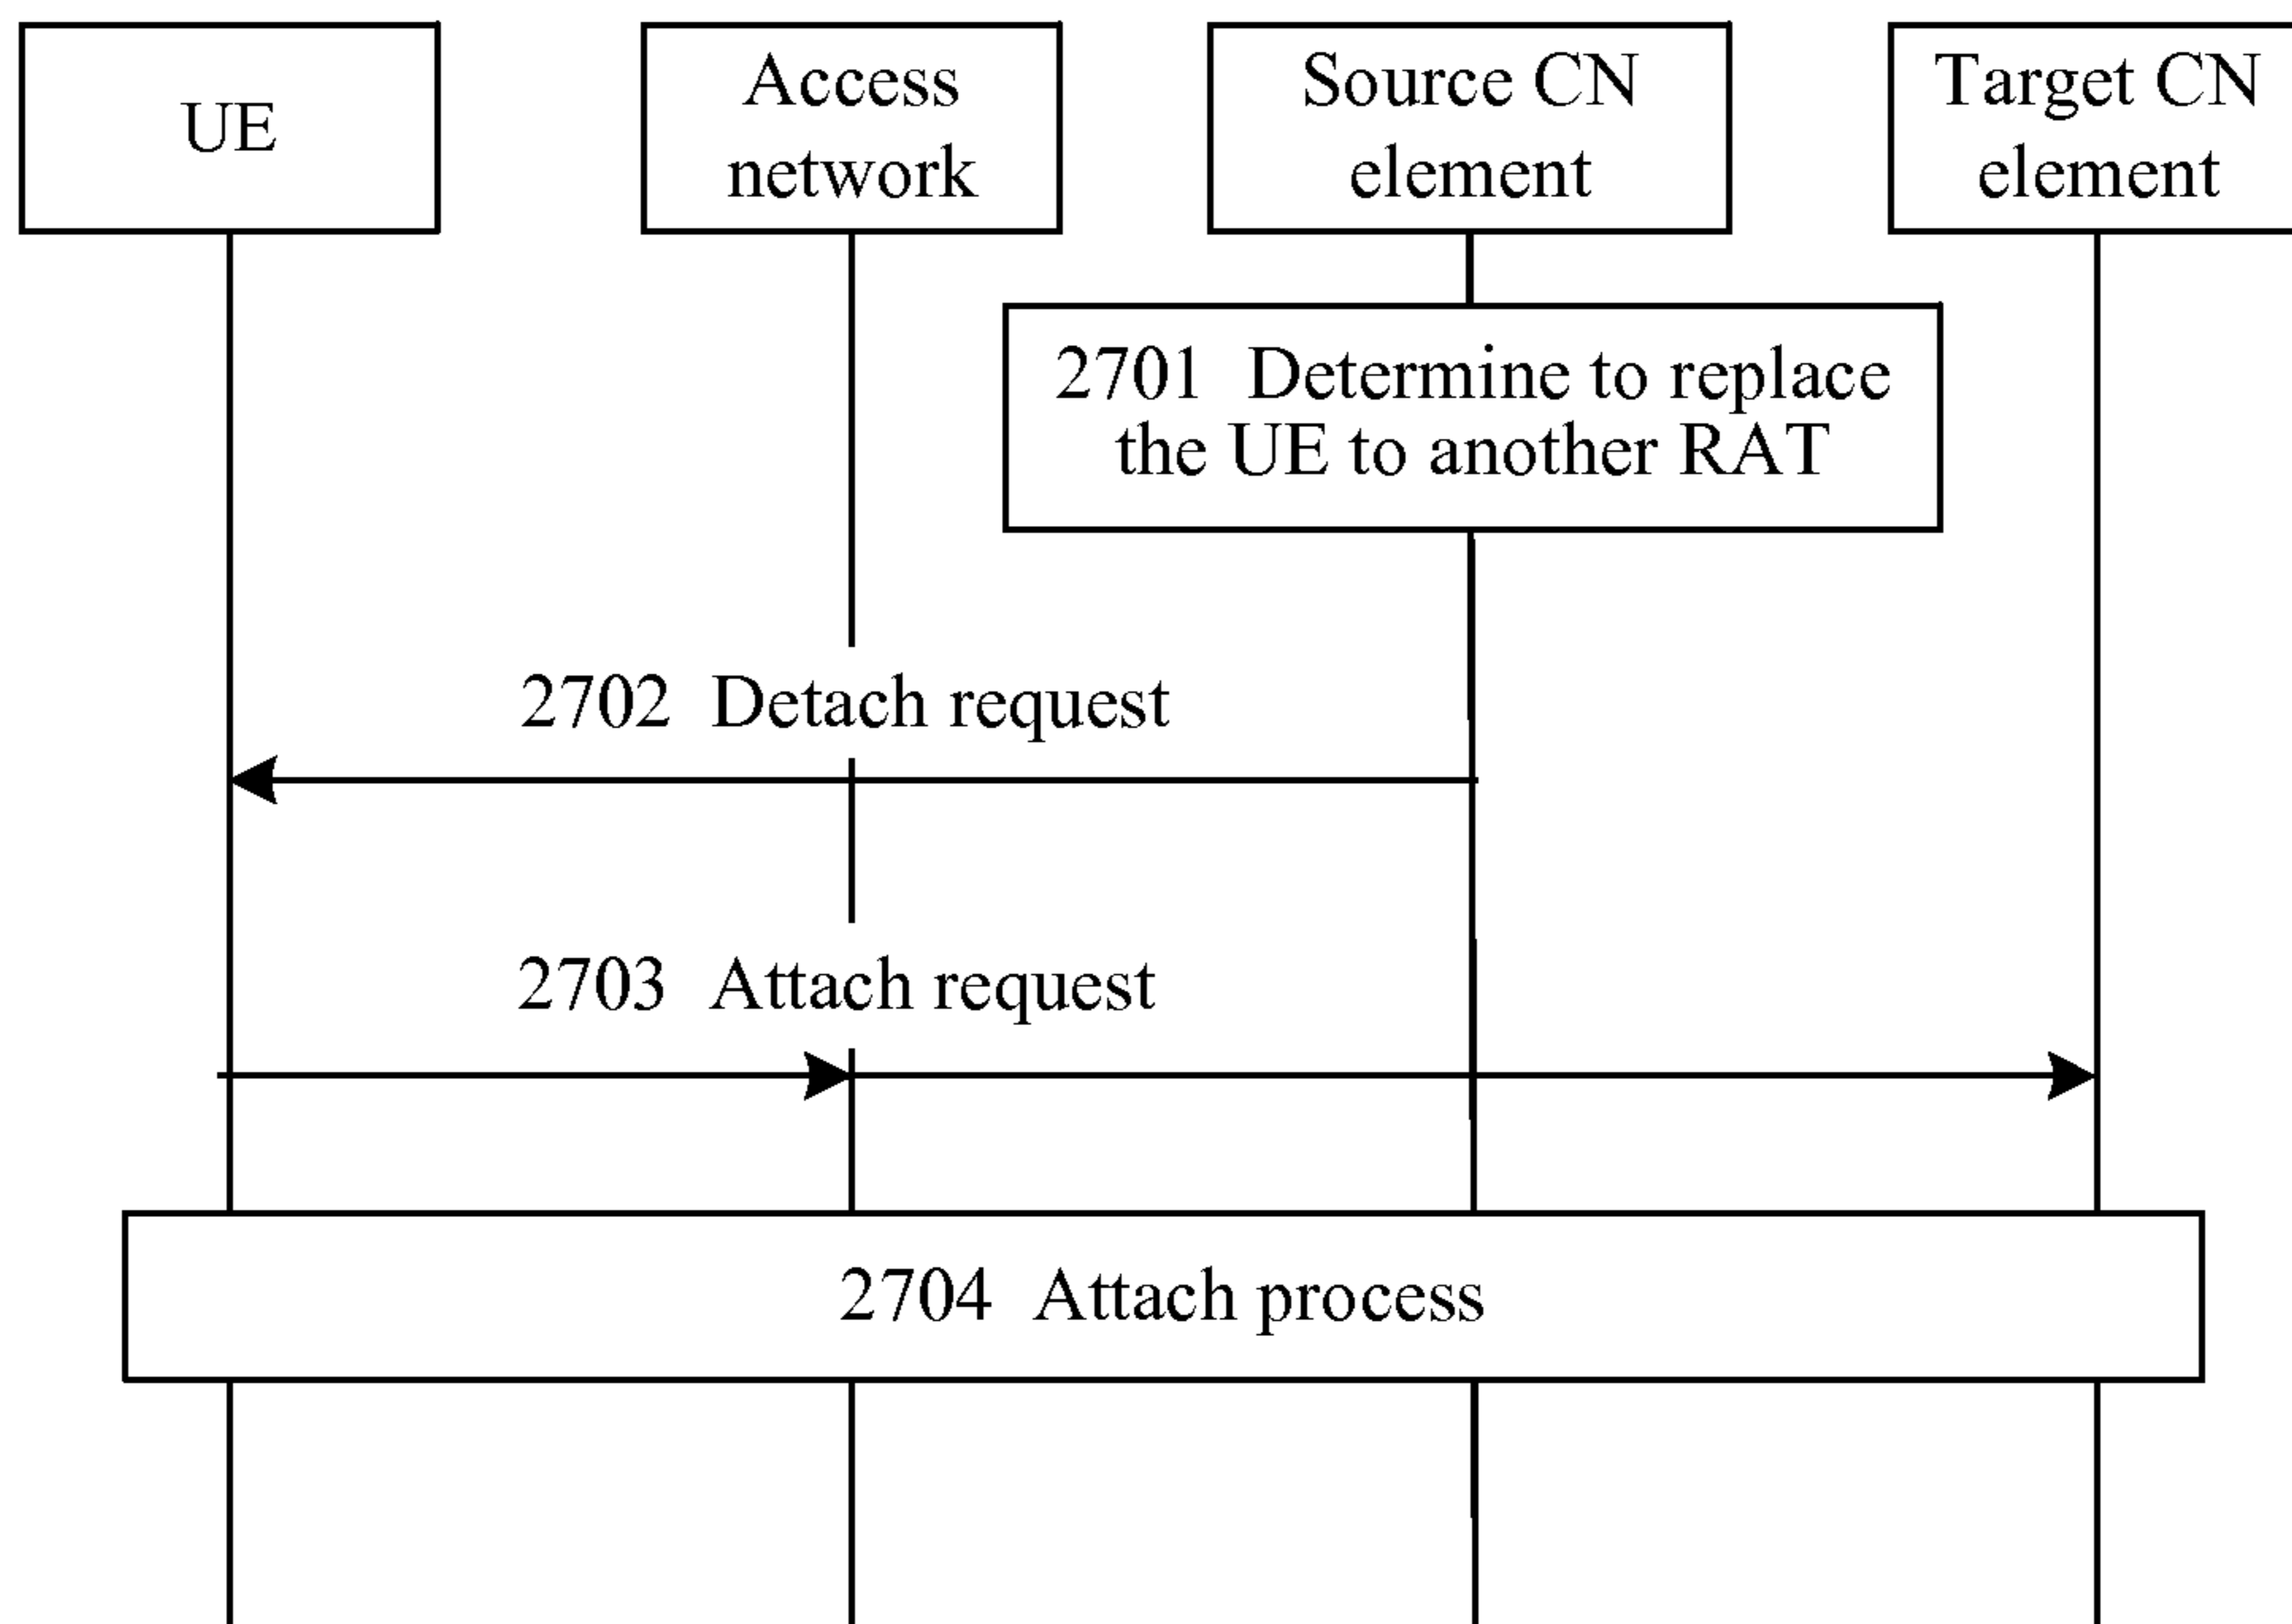 UE
Access
network
Source CN
element
Target CN
element
2701 Determine to replace
the UE to another RAT
2702 Detach request
2703 Attach request
2704 Attach process